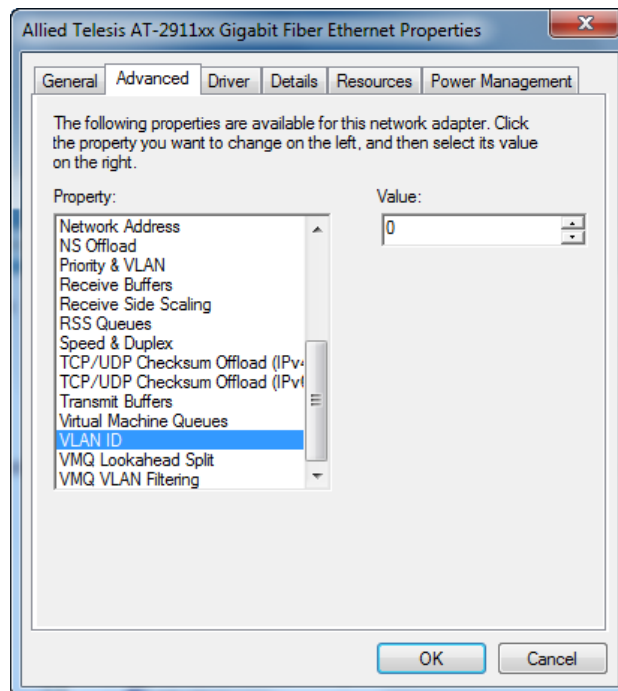 Allied Telesis AT-2911xx Gigabit Fiber Ethernet Properties
General Advanced Driver Details Resources Power Management
The following properties are available for this network adapter. Click
the property you want to change on the left, and then select its value
on the right.
Property: Value:
Network Address 0
NS Offload
Priority & VLAN
Receive Buffers
Receive Side Scaling
RSS Queues
Speed & Duplex
TCP/UDP Checksum Offload (IPv4
TCP/UDP Checksum Offload (IPv6
Transmit Buffers
Virtual Machine Queues
VLAN ID
VMQ Lookahead Split
VMQ VLAN Filtering
OK Cancel